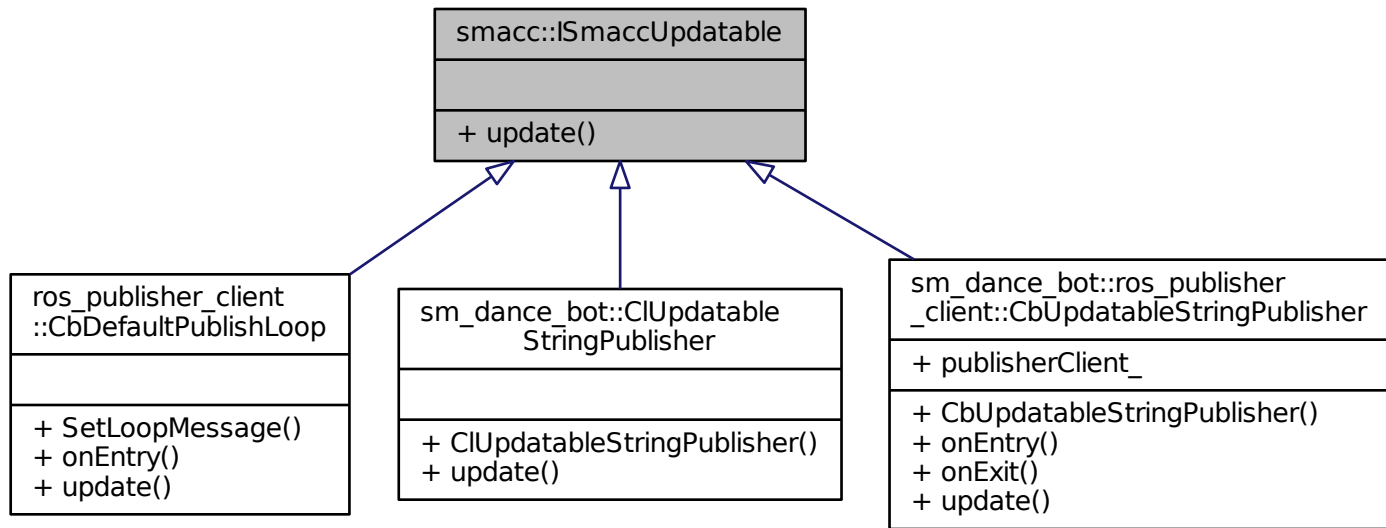 smacc::ISmaccUpdatable
+ update()
ros_publisher_client
::CbDefaultPublishLoop
+ SetLoopMessage()
+ onEntry()
+ update()
sm_dance_bot::ClUpdatable
StringPublisher
+ ClUpdatableStringPublisher()
+ update()
sm_dance_bot::ros_publisher
_client::CbUpdatableStringPublisher
+ publisherClient_
+ CbUpdatableStringPublisher()
+ onEntry()
+ onExit()
+ update()